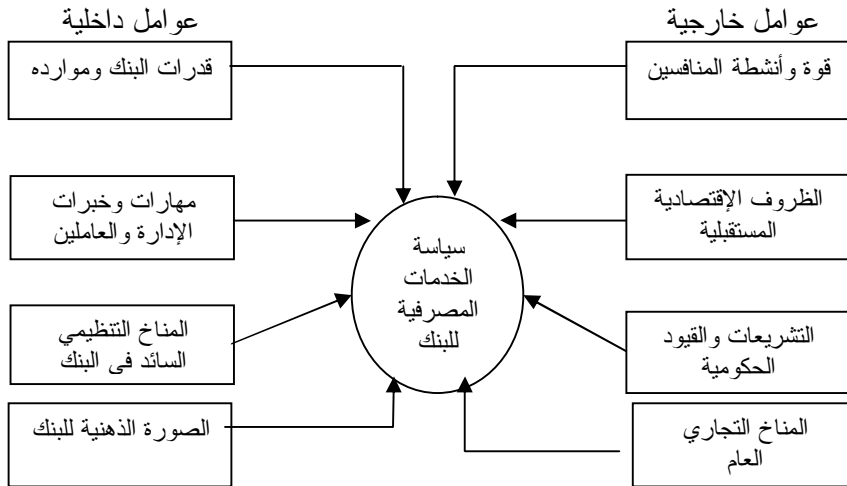 عوامل خارجية
عوامل داخلية
قوة وأنشطة المنافسين
قدرات البنك وموارده
الظروف الإقتصادية
المستقبلية
مهارات وخبرات
الإدارة والعاملين
سياسة
الخدمات
المصرفية
للبنك
التشريعات والقيود
الحكومية
المناخ التنظيمي
السائد فى البنك
المناخ التجاري
العام
الصورة الذهنية للبنك